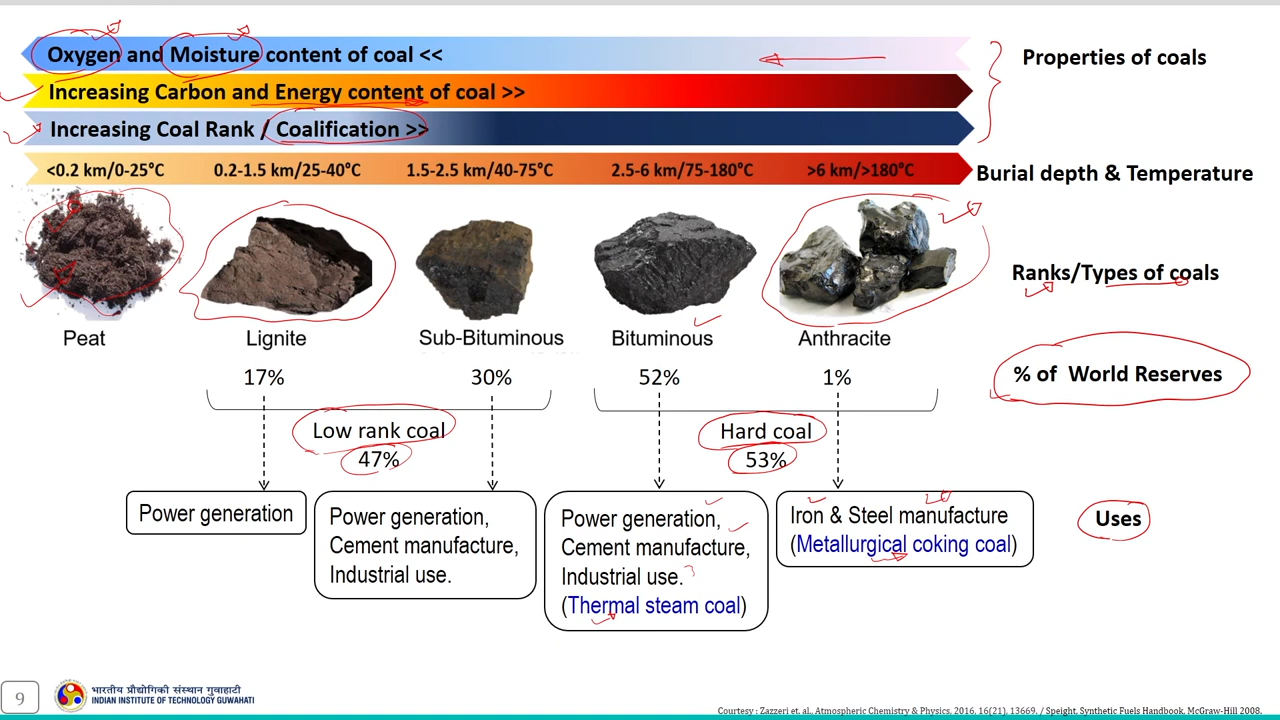 Oxygen and Moisture content of coal <<
Properties of coals
Increasing Carbon and Energy content of coal >>
Increasing Coal Rank / Coalification >>
<0.2 km/0-25°C 0.2-1.5 km/25-40°C 1.5-2.5 km/40-75°C 2.5-6 km/75-180°C >6 km/>180°C
Burial depth & Temperature
Ranks/Types of coals
Peat Lignite Sub-Bituminous Bituminous Anthracite
17% 30% 52% 1%
% of World Reserves
Low rank coal
47%
Hard coal
53%
Power generation
Power generation,
Cement manufacture,
Industrial use.
Power generation,
Cement manufacture,
Industrial use.
(Thermal steam coal)
Iron & Steel manufacture
(Metallurgical coking coal)
Uses
9
भारतीय प्रौद्योगिकी संस्थान गुवाहाटी
INDIAN INSTITUTE OF TECHNOLOGY GUWAHATI
Courtesy : Zazzeri et. al., Atmospheric Chemistry & Physics, 2016, 16(21), 13669, / Speight, Synthetic Fuels Handbook, McGraw-Hill 2008.